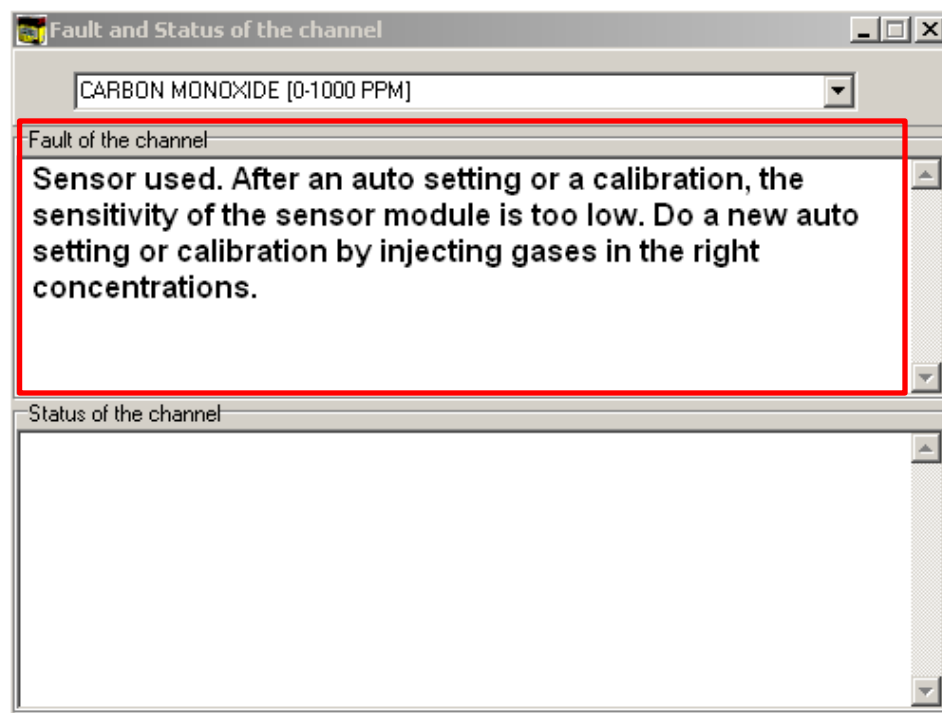 Fault and Status of the channel
CARBON MONOXIDE [0-1000 PPM]
Fault of the channel
Sensor used. After an auto setting or a calibration, the
sensitivity of the sensor module is too low. Do a new auto
setting or calibration by injecting gases in the right
concentrations.
Status of the channel